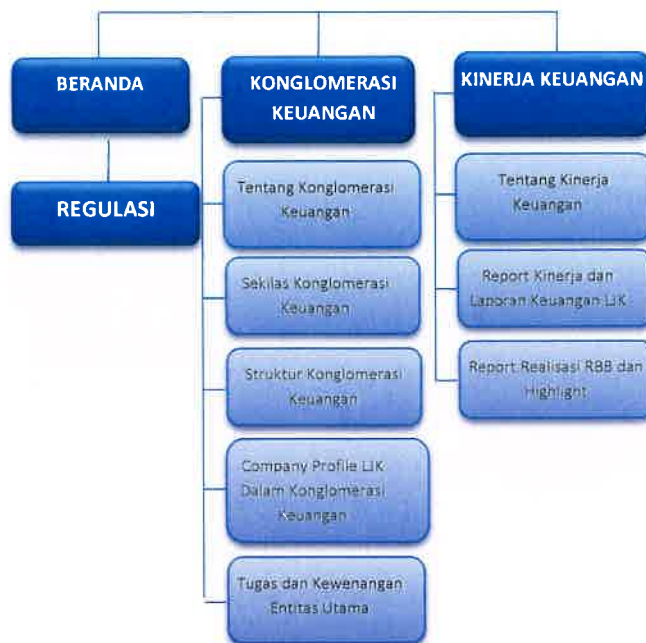 BERANDA
REGULASI
KONGLOMERASI
KEUANGAN
Tentang Konglomerasi
Keuangan
Sekilas Konglomerasi
Keuangan
Struktur Konglomerasi
Keuangan
Company Profile LJK
Dalam Konglomerasi
Keuangan
Tugas dan Kewenangan
Entitas Utama
KINERJA KEUANGAN
Tentang Kinerja
Keuangan
Report Kinerja dan
Laporan Keuangan LJK
Report Realisasi RBB dan
Highlight